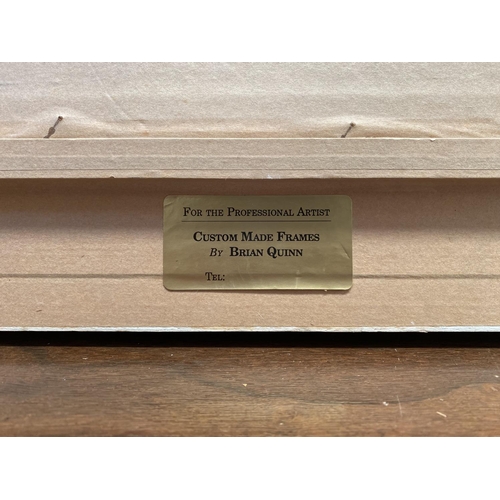 For the Professional Artist
Custom Made Frames
By Brian Quinn
Tel: